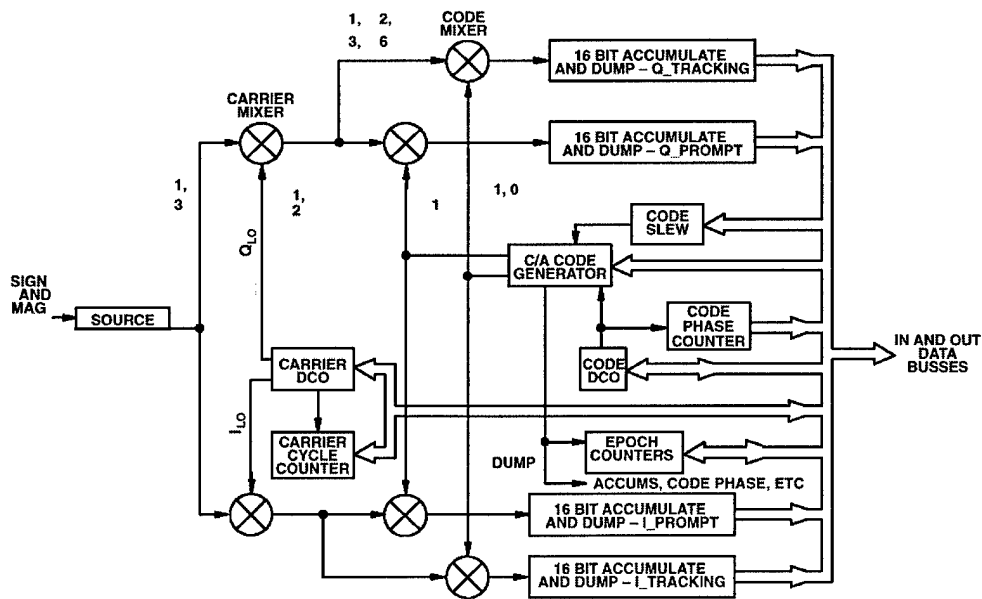 1, 2,
3, 6
CODE
MIXER
16 BIT ACCUMULATE
AND DUMP – Q_TRACKING
CARRIER
MIXER
16 BIT ACCUMULATE
AND DUMP – Q_PROMPT
1,
3
1,
2
1
1, 0
CODE
SLEW
QLO
C/A CODE
GENERATOR
SIGN
AND
MAG
SOURCE
CODE
PHASE
COUNTER
IN AND OUT
DATA
BUSSES
CARRIER
DCO
CODE
DCO
ILO
CARRIER
CYCLE
COUNTER
EPOCH
COUNTERS
DUMP
ACCUMS, CODE PHASE, ETC
16 BIT ACCUMULATE
AND DUMP – I_PROMPT
16 BIT ACCUMULATE
AND DUMP – I_TRACKING